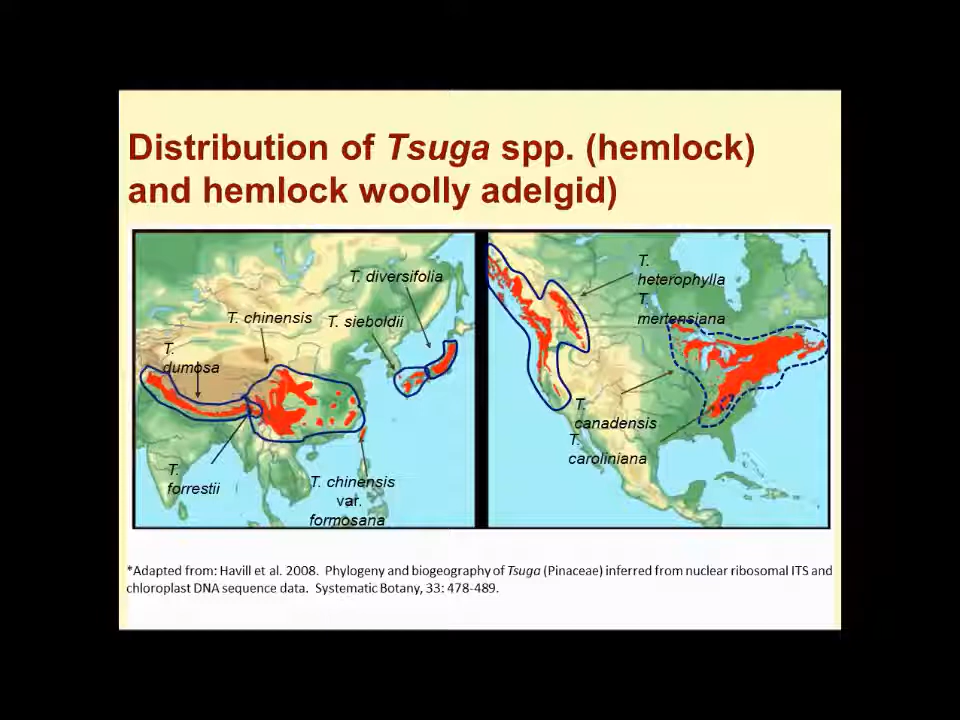 Distribution of Tsuga spp. (hemlock)
and hemlock woolly adelgid)
T. diversifolia
T. chinensis
T. sieboldii
T.
dumosa
T.
forrestii
T. chinensis
var.
formosana
T.
heterophylla
T.
mertensiana
T.
canadensis
T.
caroliniana
*Adapted from: Havill et al. 2008. Phylogeny and biogeography of Tsuga (Pinaceae) inferred from nuclear ribosomal ITS and
chloroplast DNA sequence data. Systematic Botany, 33: 478-489.